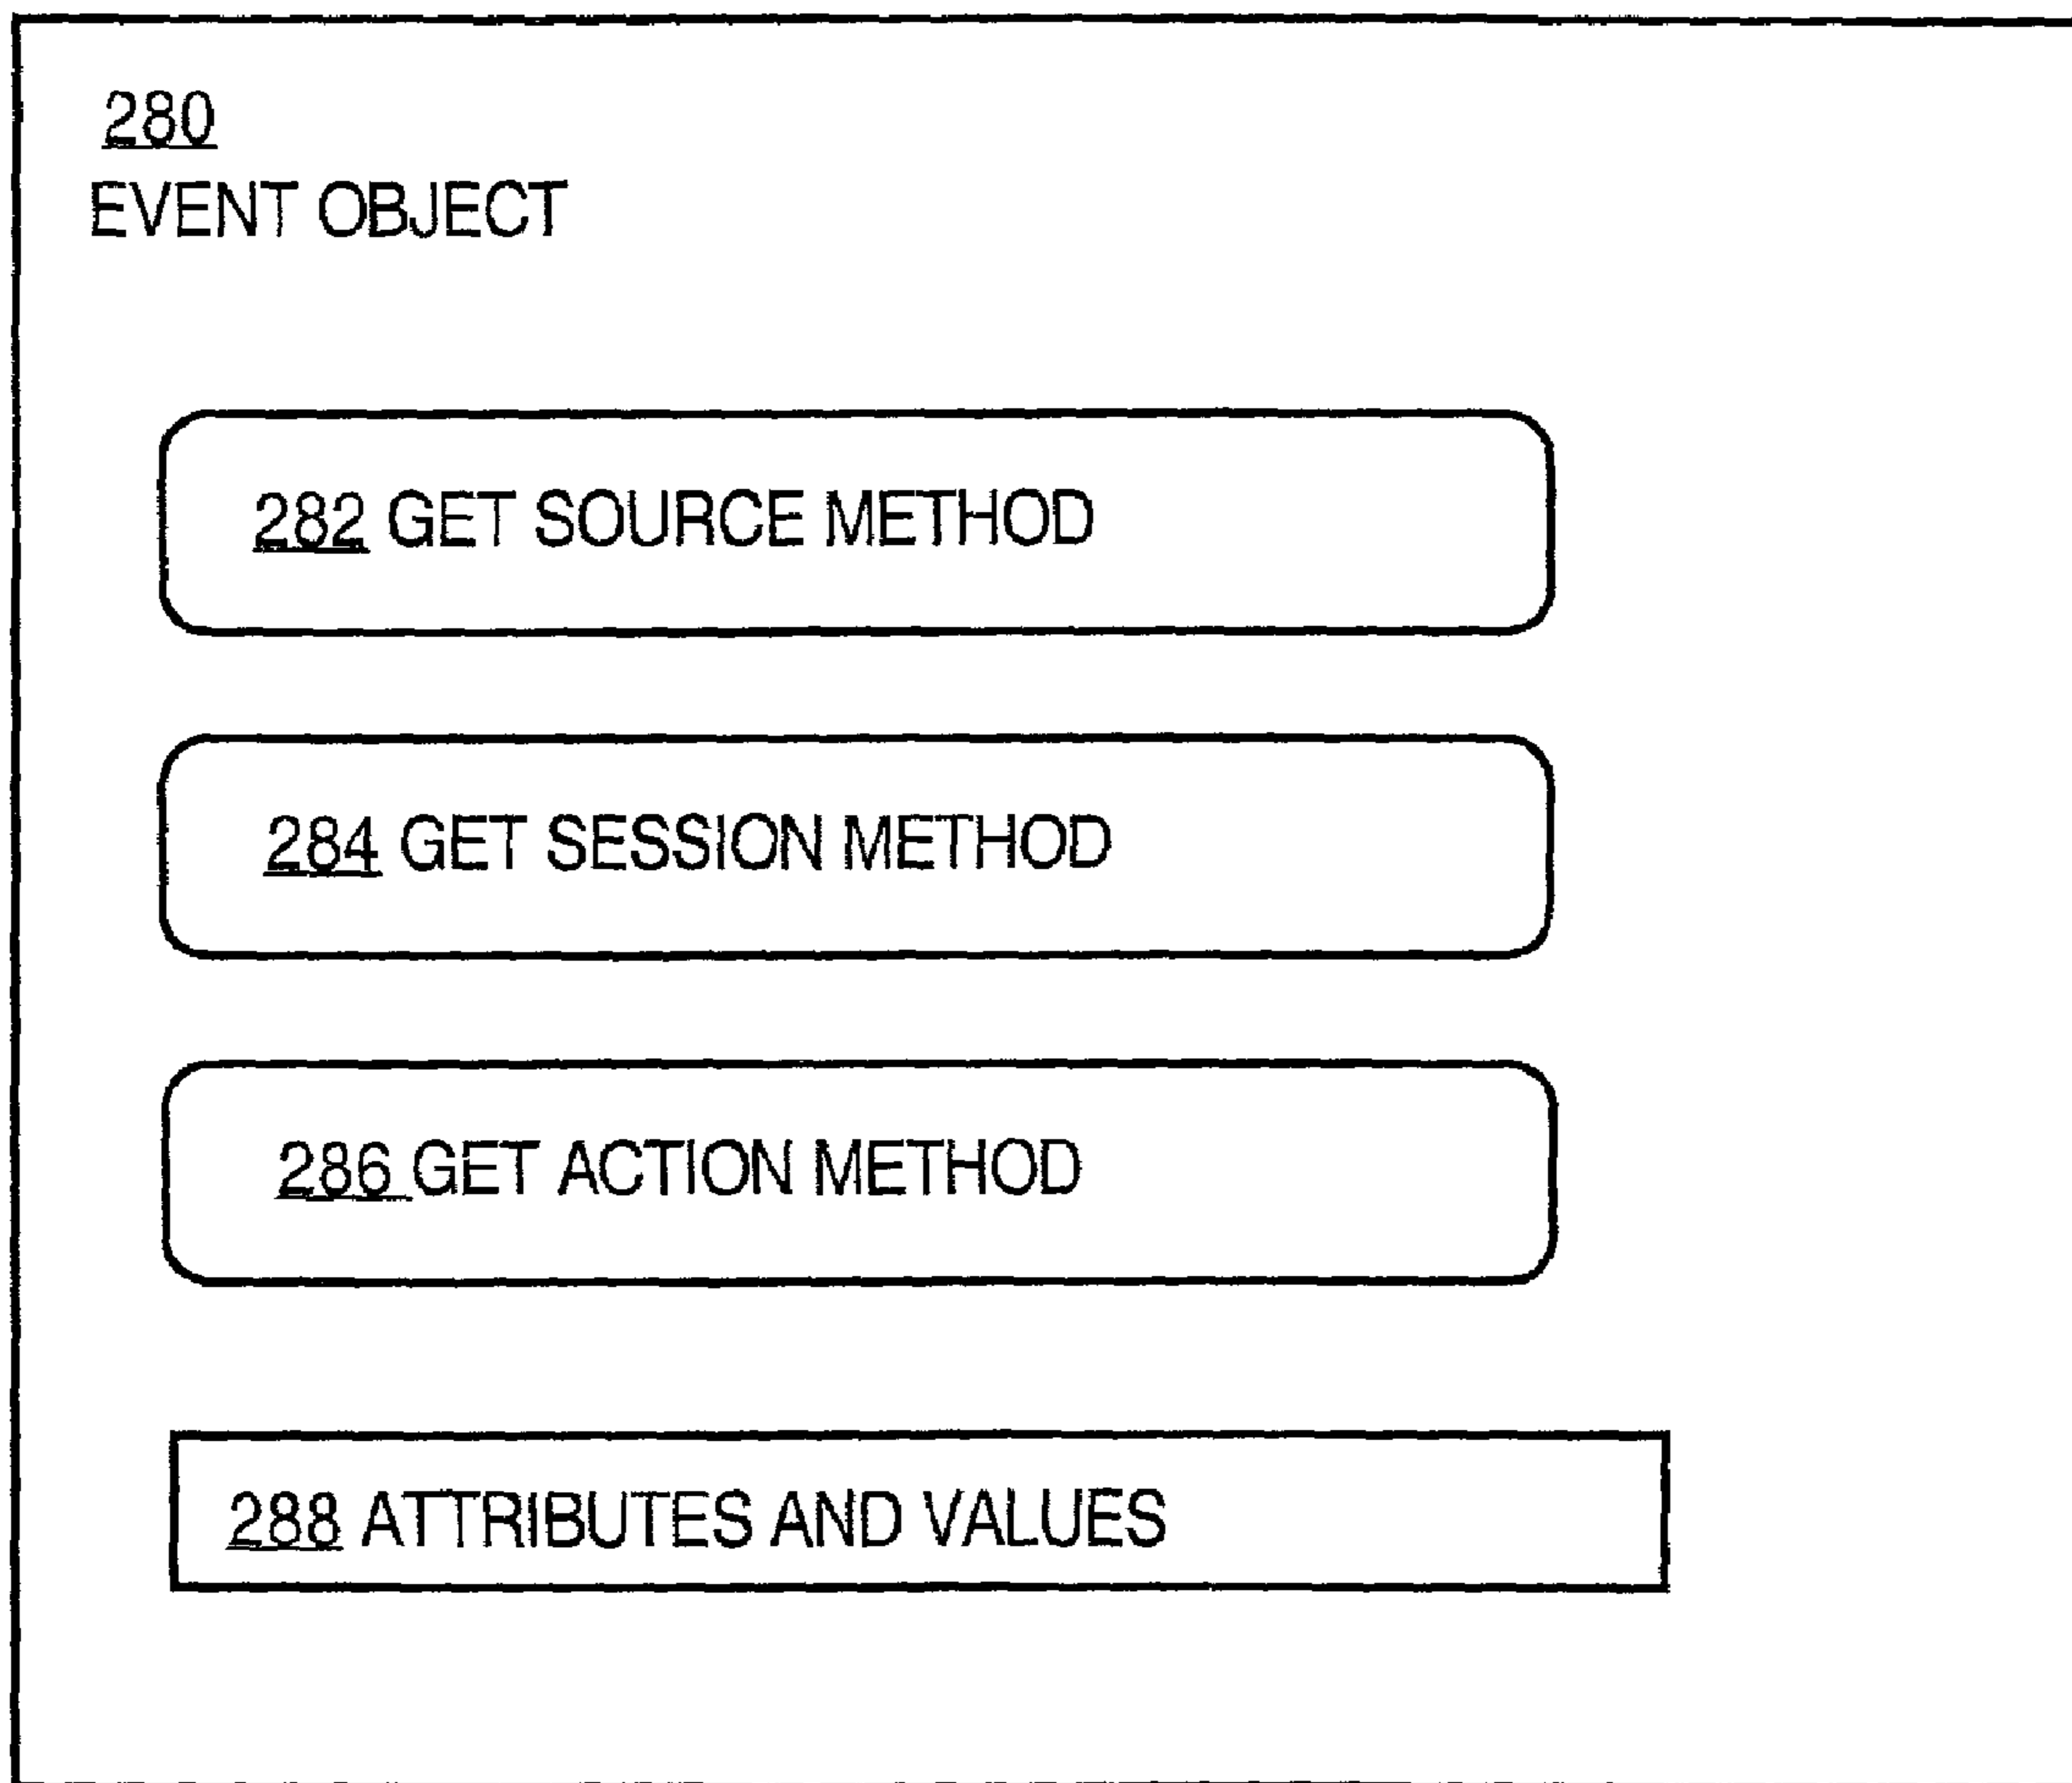 280
EVENT OBJECT
282 GET SOURCE METHOD
284 GET SESSION METHOD
286 GET ACTION METHOD
288 ATTRIBUTES AND VALUES